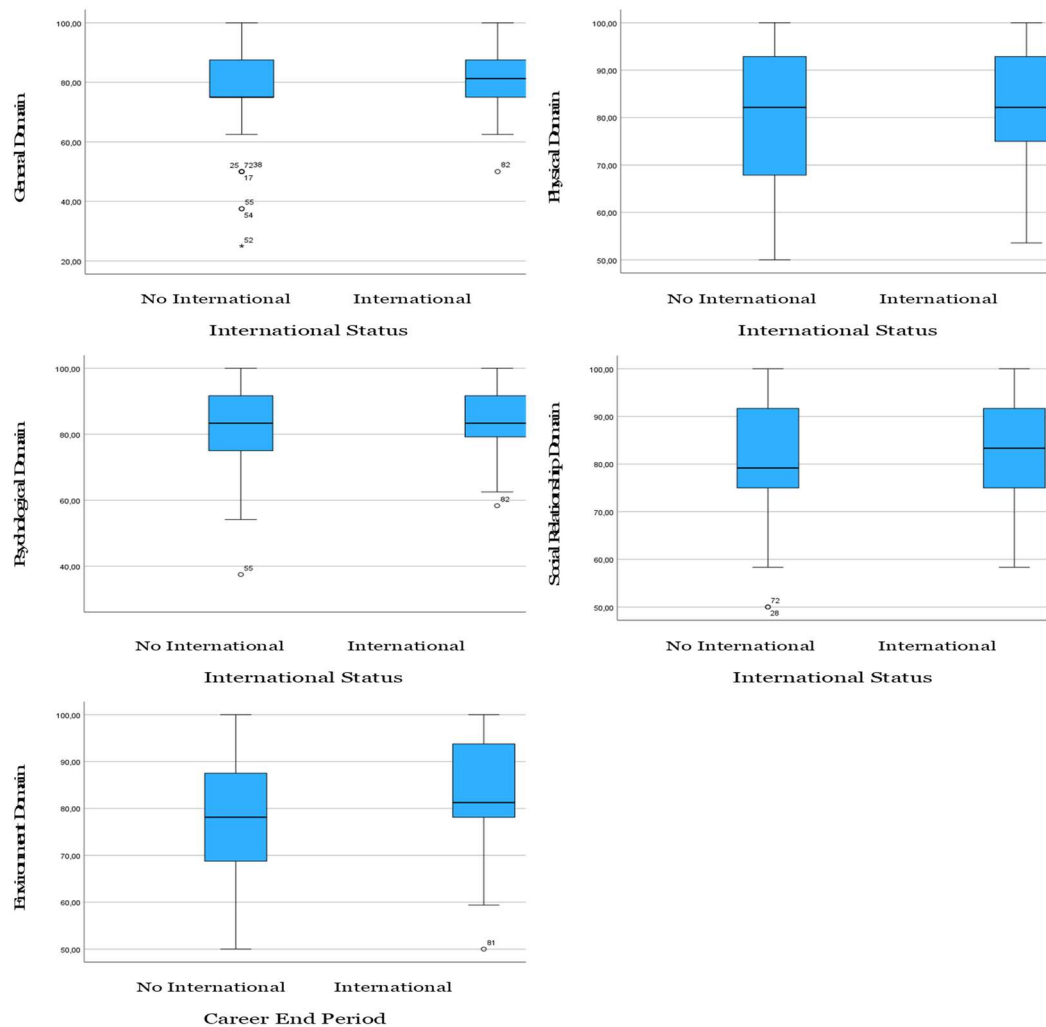 General Domain
100,00
80,00
60,00
40,00
20,00
25 7238
17
55
54
52
82
No International International
International Status
Physical Domain
100,00
90,00
80,00
70,00
60,00
50,00
No International International
International Status
Psychological Domain
100,00
80,00
60,00
40,00
55
82
No International International
International Status
Social Relationship Domain
100,00
90,00
80,00
70,00
60,00
50,00
72
28
No International International
International Status
Environment Domain
100,00
90,00
80,00
70,00
60,00
50,00
81
No International International
Career End Period